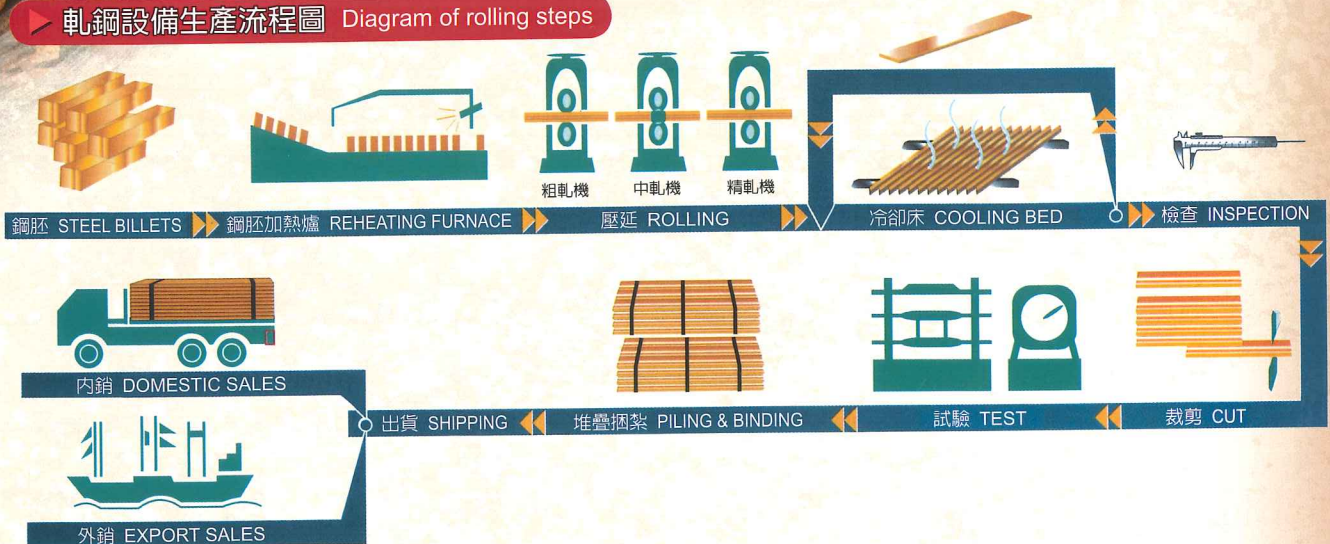 軋鋼設備生產流程圖 Diagram of rolling steps
粗軋機 中軋機 精軋機
鋼胚 STEEL BILLETS 鋼胚加熱爐 REHEATING FURNACE 壓延 ROLLING 冷卻床 COOLING BED 檢查 INSPECTION
內銷 DOMESTIC SALES
出貨 SHIPPING 堆疊捆紮 PILING & BINDING 試驗 TEST 裁剪 CUT
外銷 EXPORT SALES